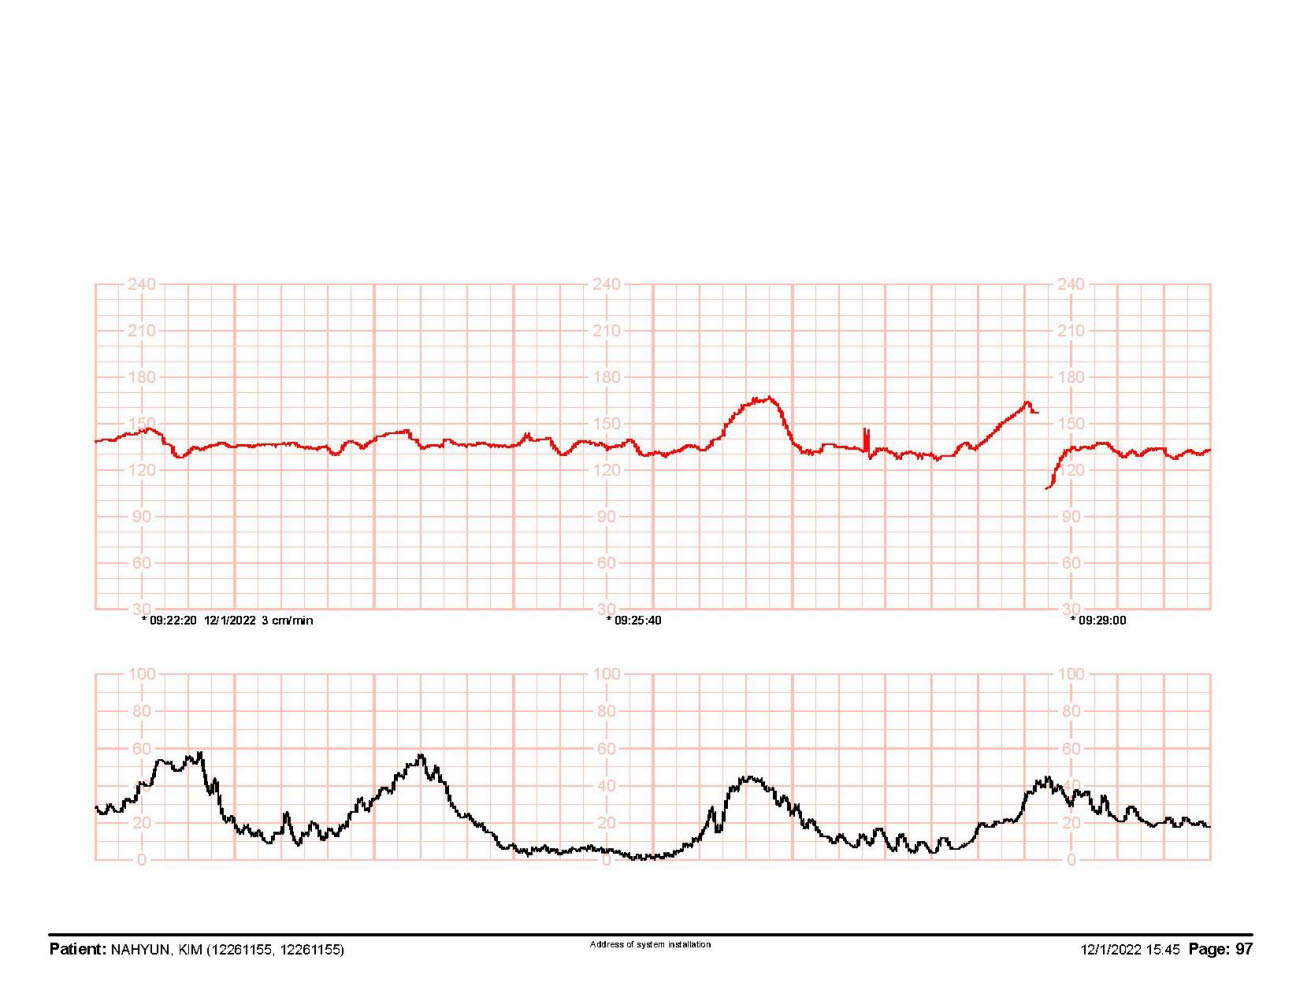 240 240 240
210 210 210
180 180 180
150 150 150
120 120 120
90 90 90
60 60 60
30 30 30
* 09:22:20 12/1/2022 3 cm/min * 09:25:40 * 09:29:00
100 100 100
80 80 80
60 60 60
40 40 40
20 20 20
0 0 0
Patient: NAHYUN, KIM (12261155, 12261155) Address of system installation 12/1/2022 15:45 Page: 97